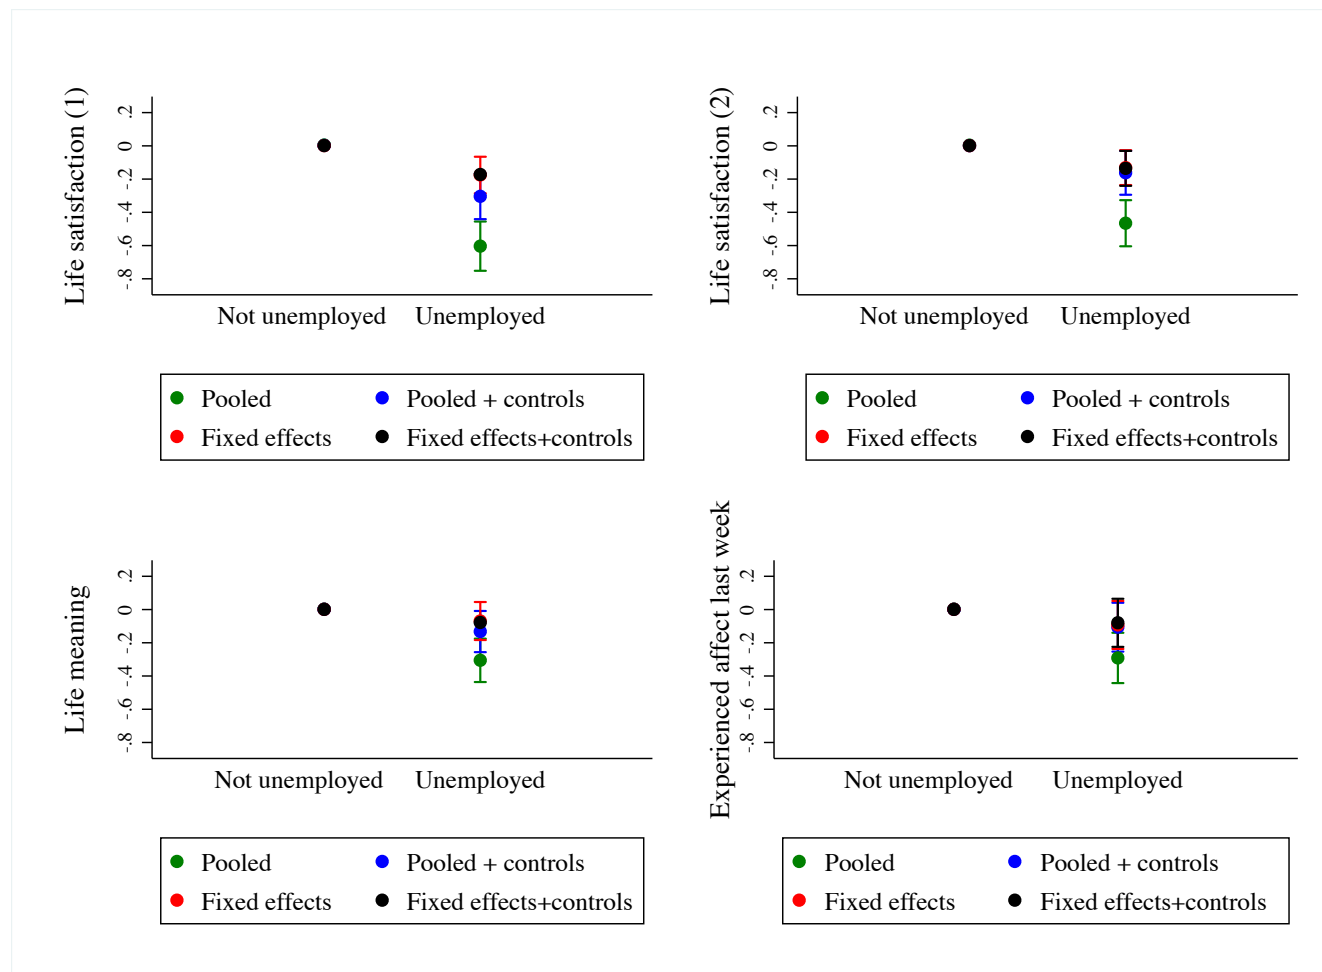 Life satisfaction (1)
.2
0
-.2
-.4
-.6
-.8
Not unemployed Unemployed
Pooled Pooled + controls
Fixed effects Fixed effects+controls
Life satisfaction (2)
.2
0
-.2
-.4
-.6
-.8
Not unemployed Unemployed
Pooled Pooled + controls
Fixed effects Fixed effects+controls
Life meaning
.2
0
-.2
-.4
-.6
-.8
Not unemployed Unemployed
Pooled Pooled + controls
Fixed effects Fixed effects+controls
Experienced affect last week
.2
0
-.2
-.4
-.6
-.8
Not unemployed Unemployed
Pooled Pooled + controls
Fixed effects Fixed effects+controls